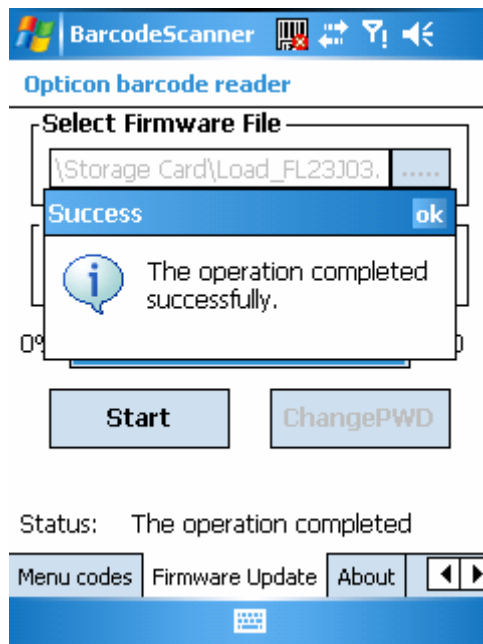 BarcodeScanner
Opticon barcode reader
Select Firmware File
\Storage Card\Load_FL23J03. .....
Success ok
The operation completed
successfully.
Start ChangePWD
Status: The operation completed
Menu codes Firmware Update About